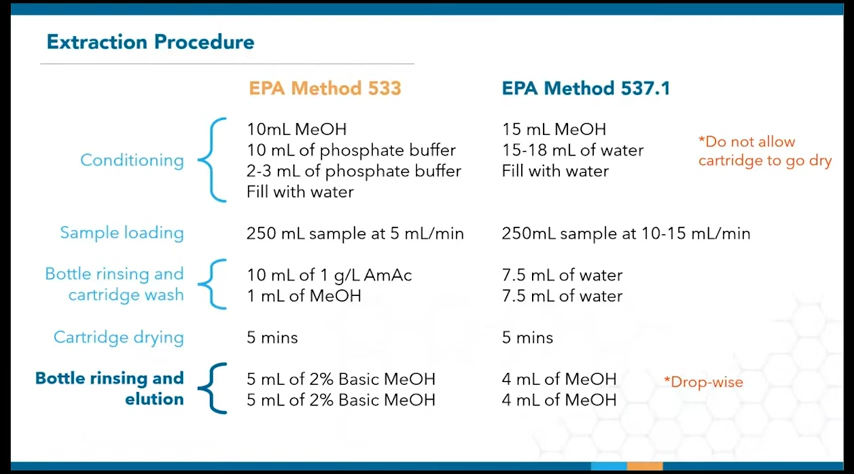 Extraction Procedure
EPA Method 533
EPA Method 537.1
Conditioning
10mL MeOH
10 mL of phosphate buffer
2-3 mL of phosphate buffer
Fill with water
15 mL MeOH
15-18 mL of water
Fill with water
*Do not allow
cartridge to go dry
Sample loading
250 mL sample at 5 mL/min
250mL sample at 10-15 mL/min
Bottle rinsing and
cartridge wash
10 mL of 1 g/L AmAc
1 mL of MeOH
7.5 mL of water
7.5 mL of water
Cartridge drying
5 mins
5 mins
Bottle rinsing and
elution
5 mL of 2% Basic MeOH
5 mL of 2% Basic MeOH
4 mL of MeOH
4 mL of MeOH
*Drop-wise